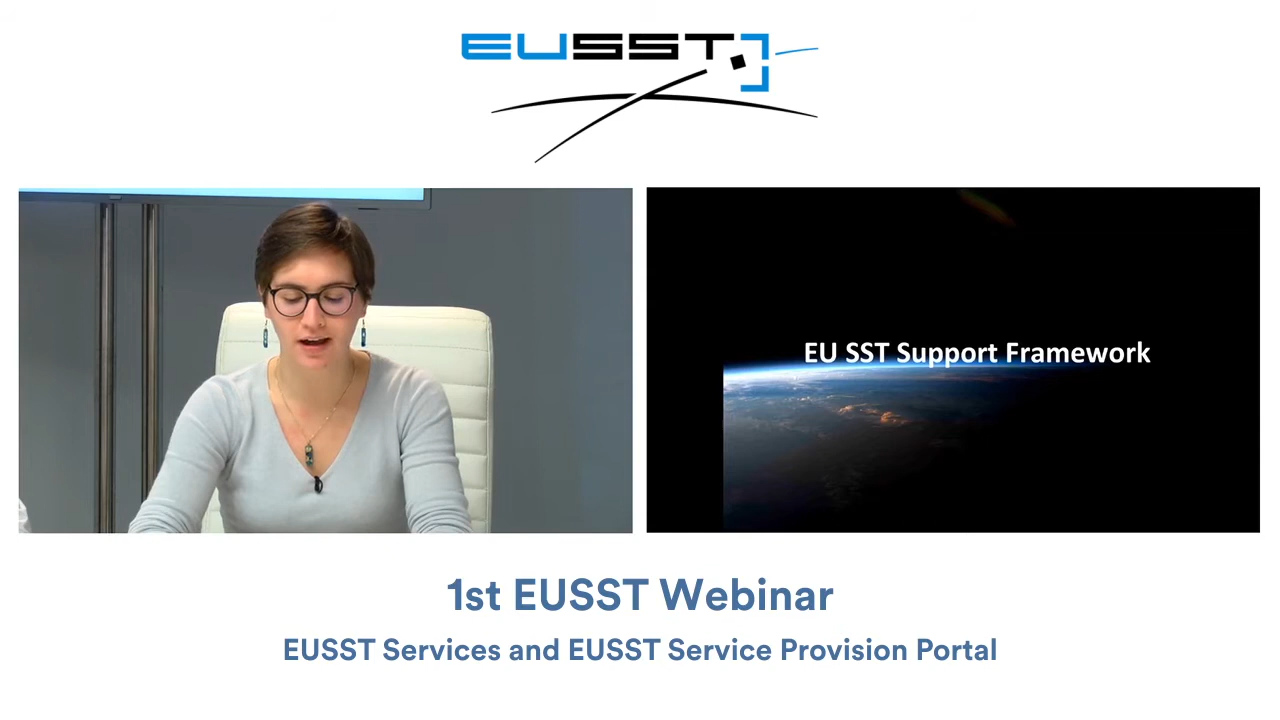 EUSST
EU SST Support Framework
1st EUSST Webinar
EUSST Services and EUSST Service Provision Portal